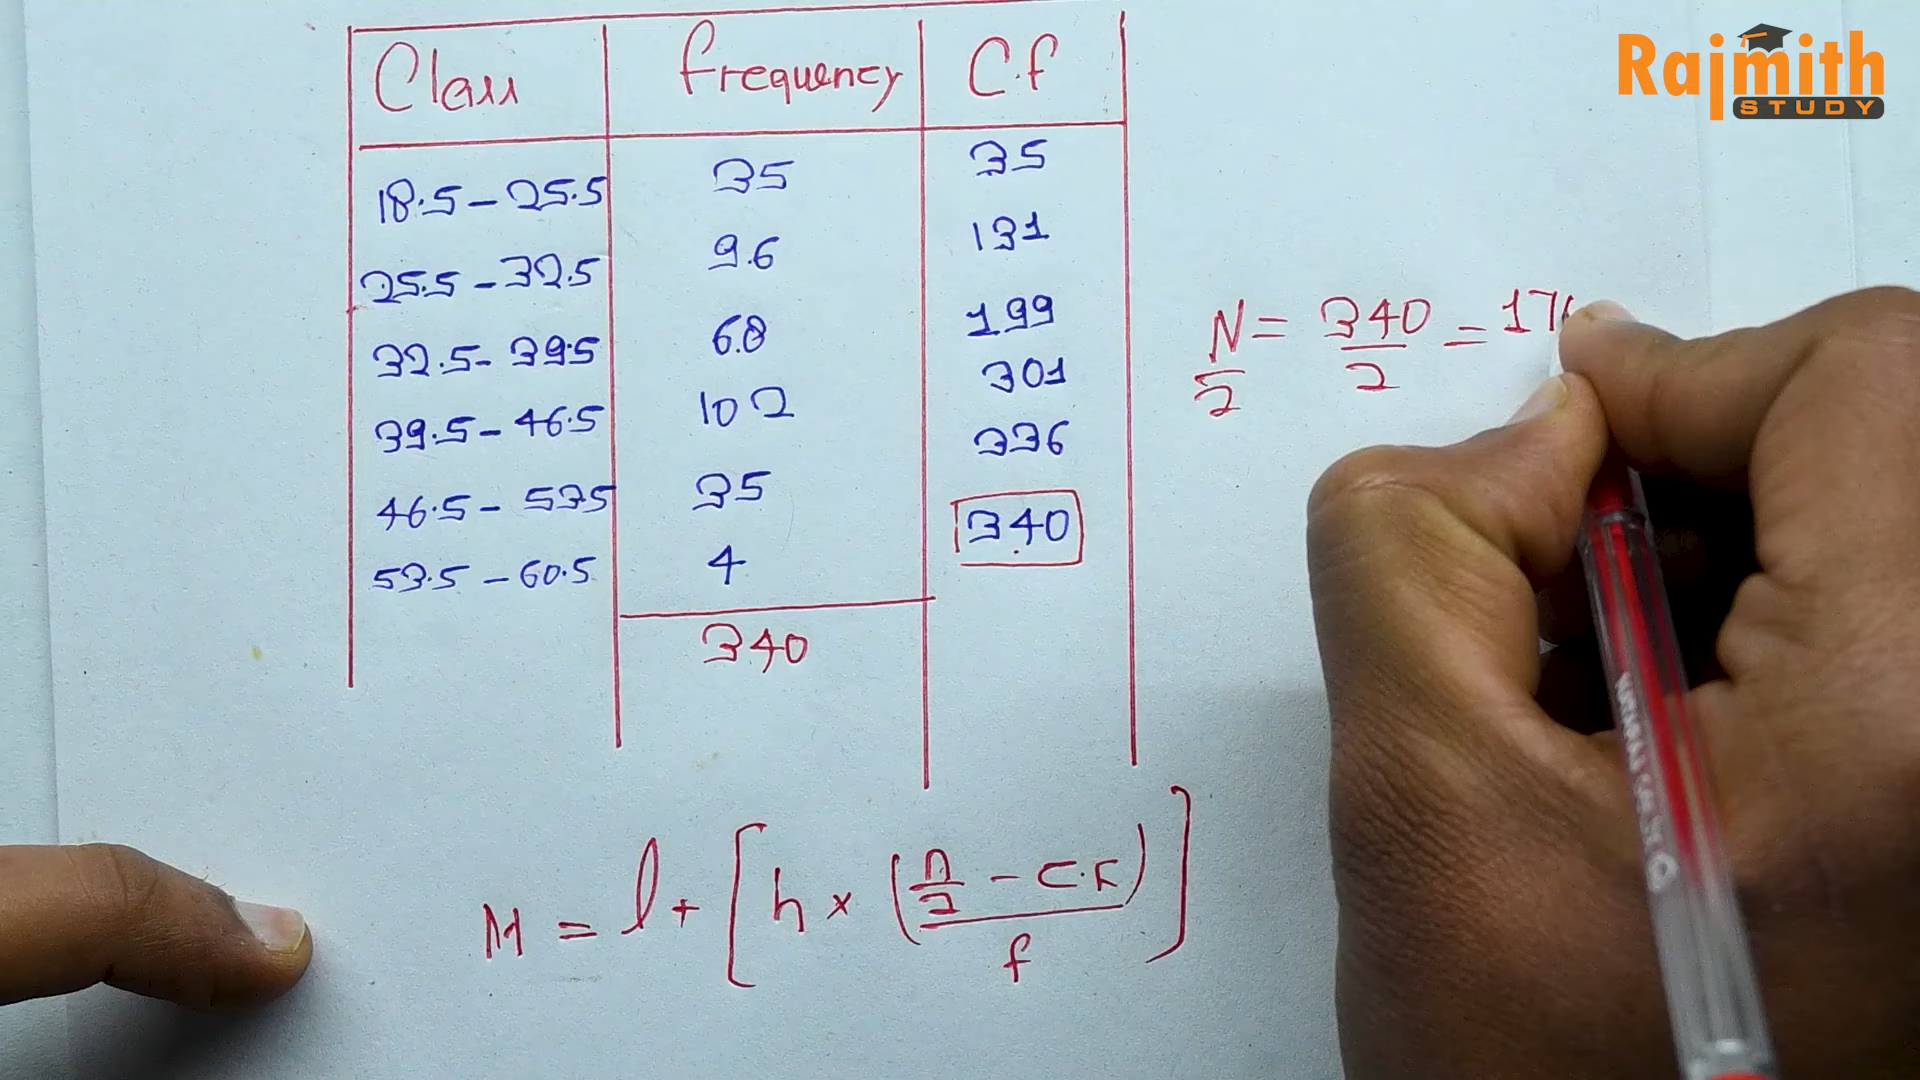 Rajmith
STUDY
Class frequency C.f
18.5 - 25.5 35 35
25.5 - 32.5 96 131
32.5 - 39.5 68 199
39.5 - 46.5 102 301
46.5 - 53.5 35 336
53.5 - 60.5 4 340
340
N/2 = 340/2 = 17
M = l + [h × (n/2 - C.F)/f]